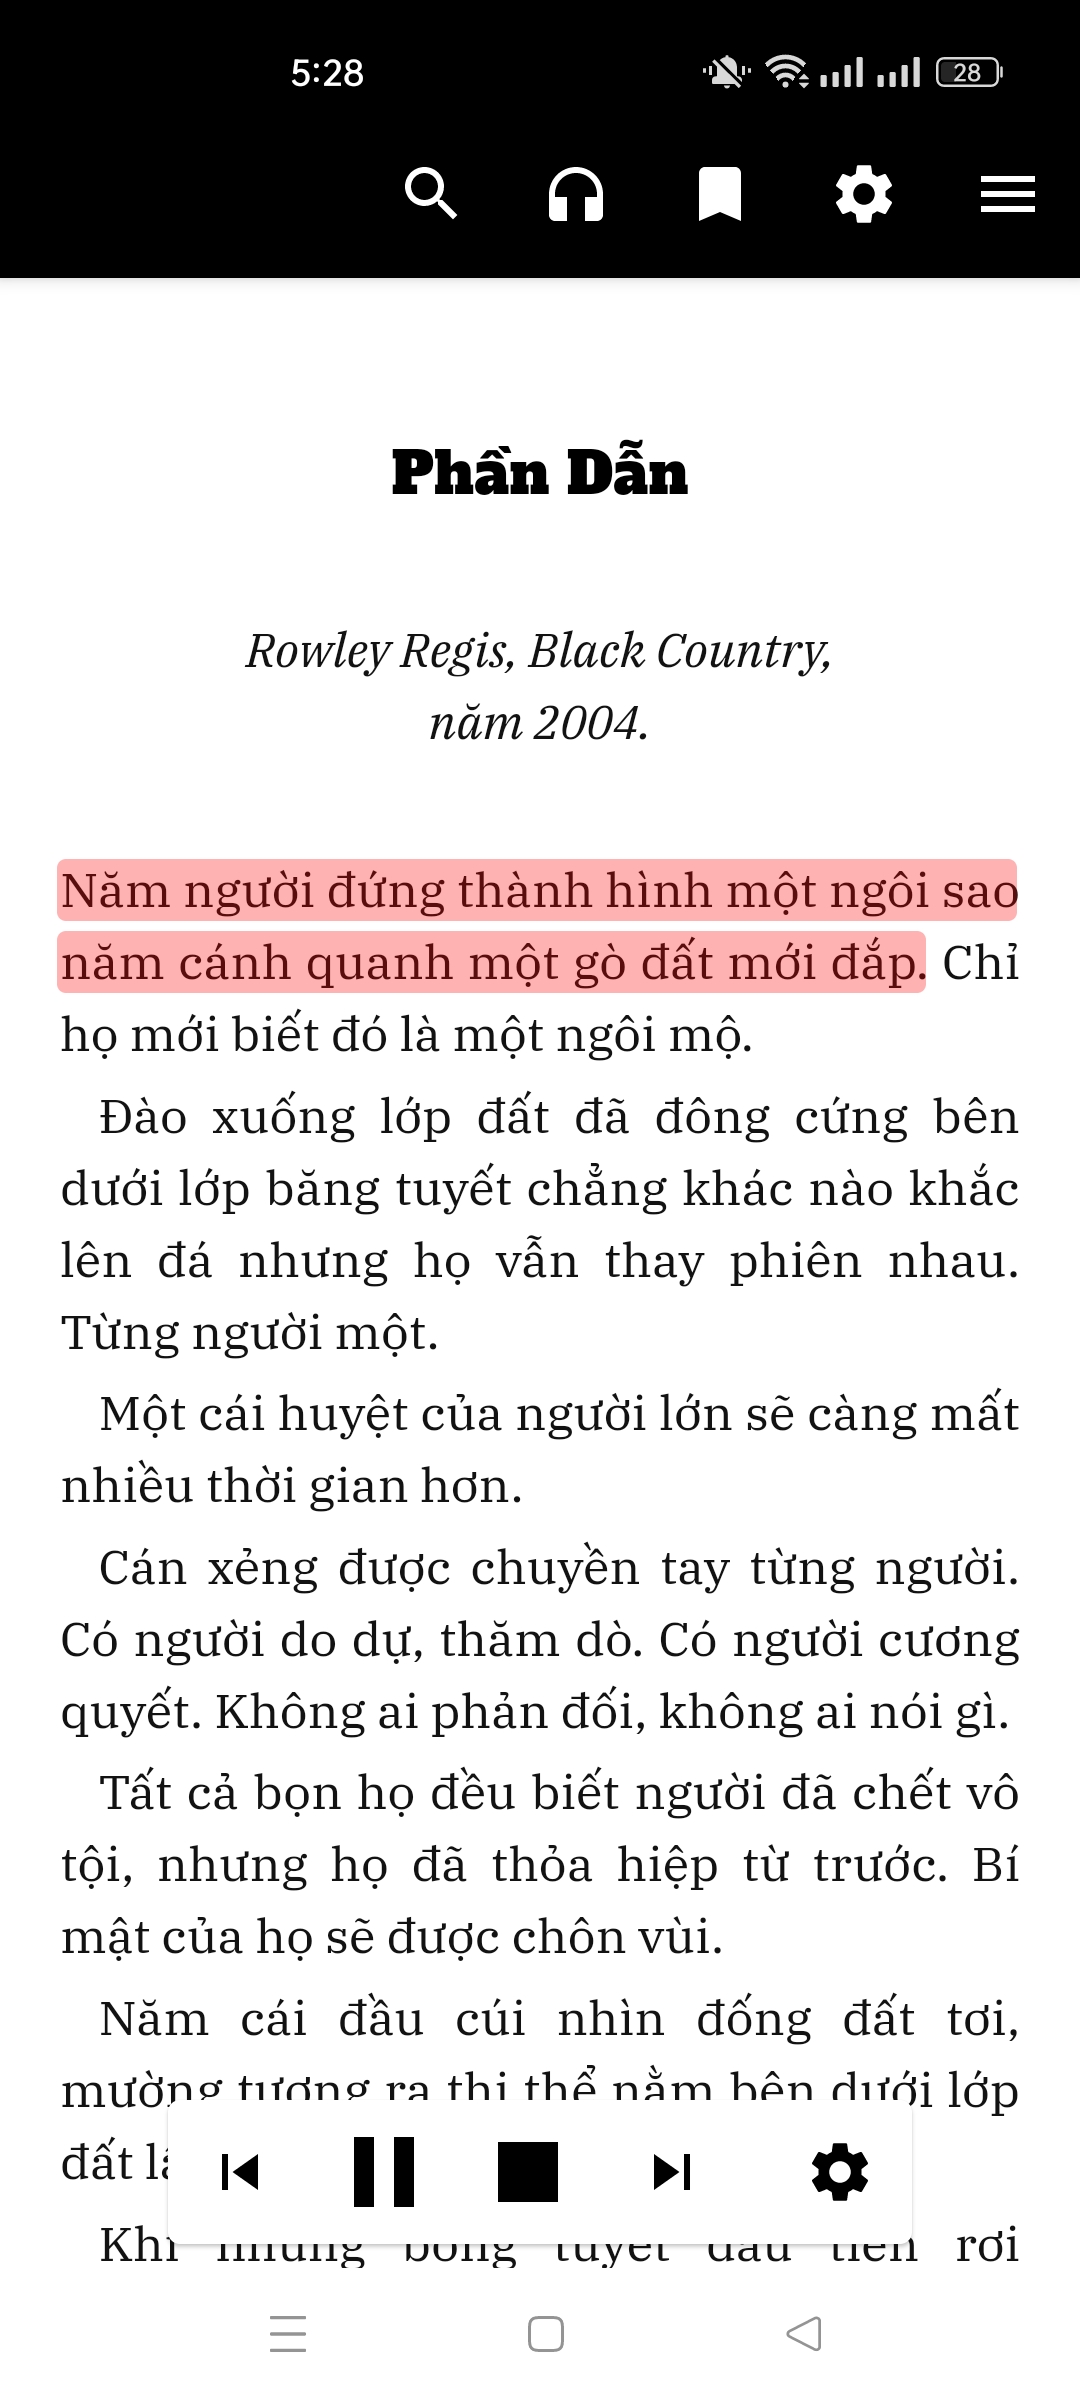 5:28
28
Phần Dẫn
Rowley Regis, Black Country,
năm 2004.
Năm người đứng thành hình một ngôi sao
năm cánh quanh một gò đất mới đắp. Chỉ
họ mới biết đó là một ngôi mộ.
Đào xuống lớp đất đã đông cứng bên
dưới lớp băng tuyết chẳng khác nào khắc
lên đá nhưng họ vẫn thay phiên nhau.
Từng người một.
Một cái huyệt của người lớn sẽ càng mất
nhiều thời gian hơn.
Cán xẻng được chuyền tay từng người.
Có người do dự, thăm dò. Có người cương
quyết. Không ai phản đối, không ai nói gì.
Tất cả bọn họ đều biết người đã chết vô
tội, nhưng họ đã thỏa hiệp từ trước. Bí
mật của họ sẽ được chôn vùi.
Năm cái đầu cúi nhìn đống đất tơi,
mường tượng ra thi thể nằm bên dưới lớp
đất
Khi những bông tuyết đầu tiên rơi